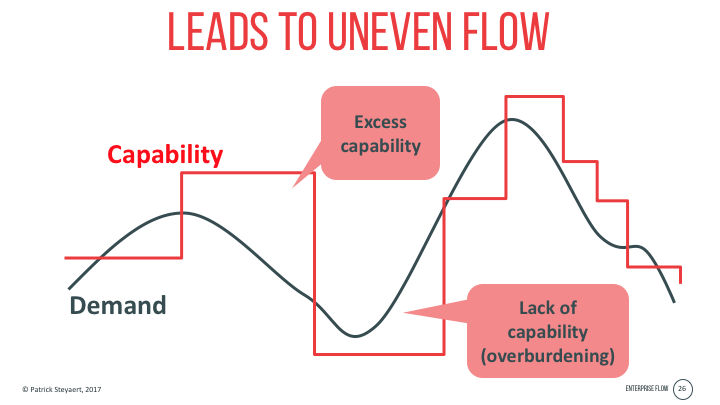 LEADS TO UNEVEN FLOW
Excess
capability
Capability
Demand
Lack of
capability
(overburdening)
© Patrick Steyaert, 2017
ENTERPRISE FLOW 26